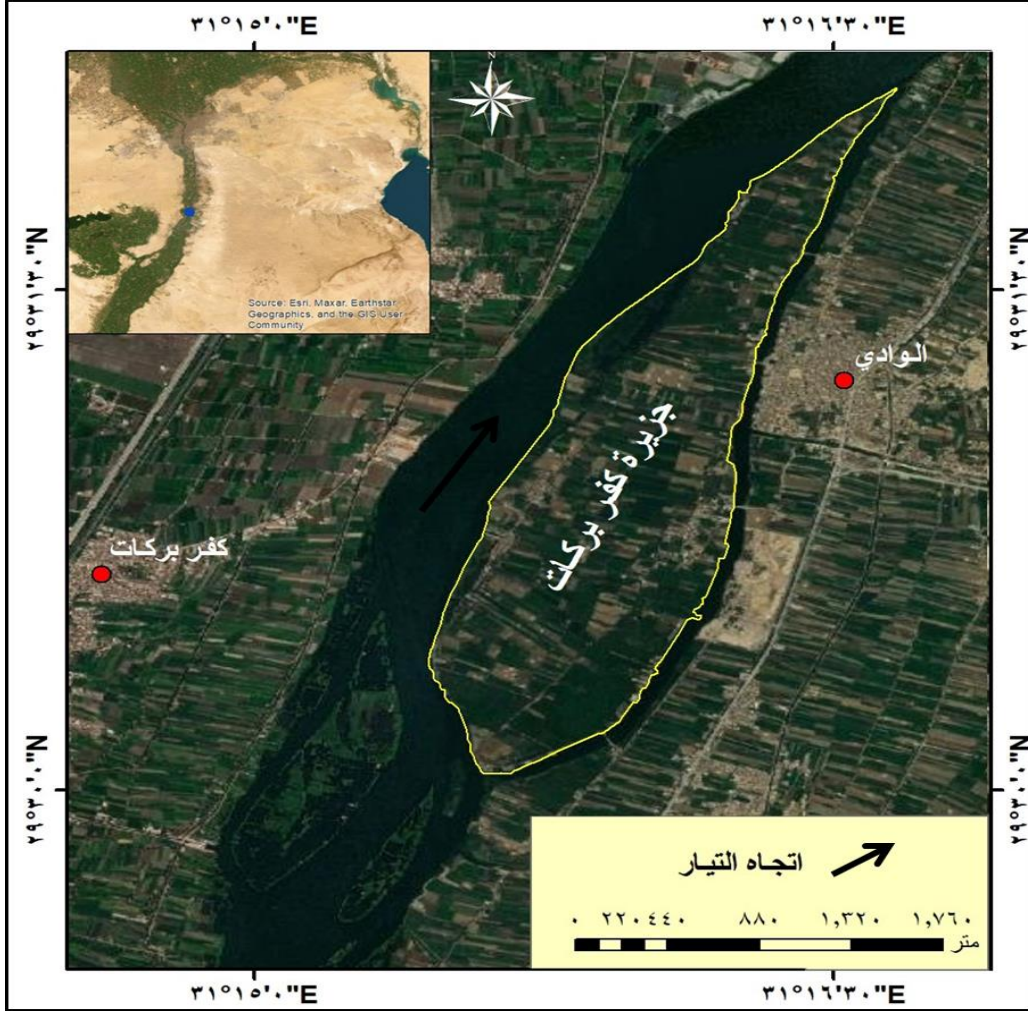 ٣١°١٥'٠"E
٣١°١٦'٣٠"E
N
٢٩°٣١'٣٠"N
٢٩°٣١'٣٠"N
Source: Esri, Maxar, Earthstar
Geographics, and the GIS User
Community
الوادي
جزيرة كفر بركات
كفر بركات
٢٩°٣٠'٠"N
٢٩°٣٠'٠"N
اتجاه التيار
٠ ٢٢٠ ٤٤٠ ٨٨٠ ١,٣٢٠ ١,٧٦٠
متر
٣١°١٥'٠"E
٣١°١٦'٣٠"E